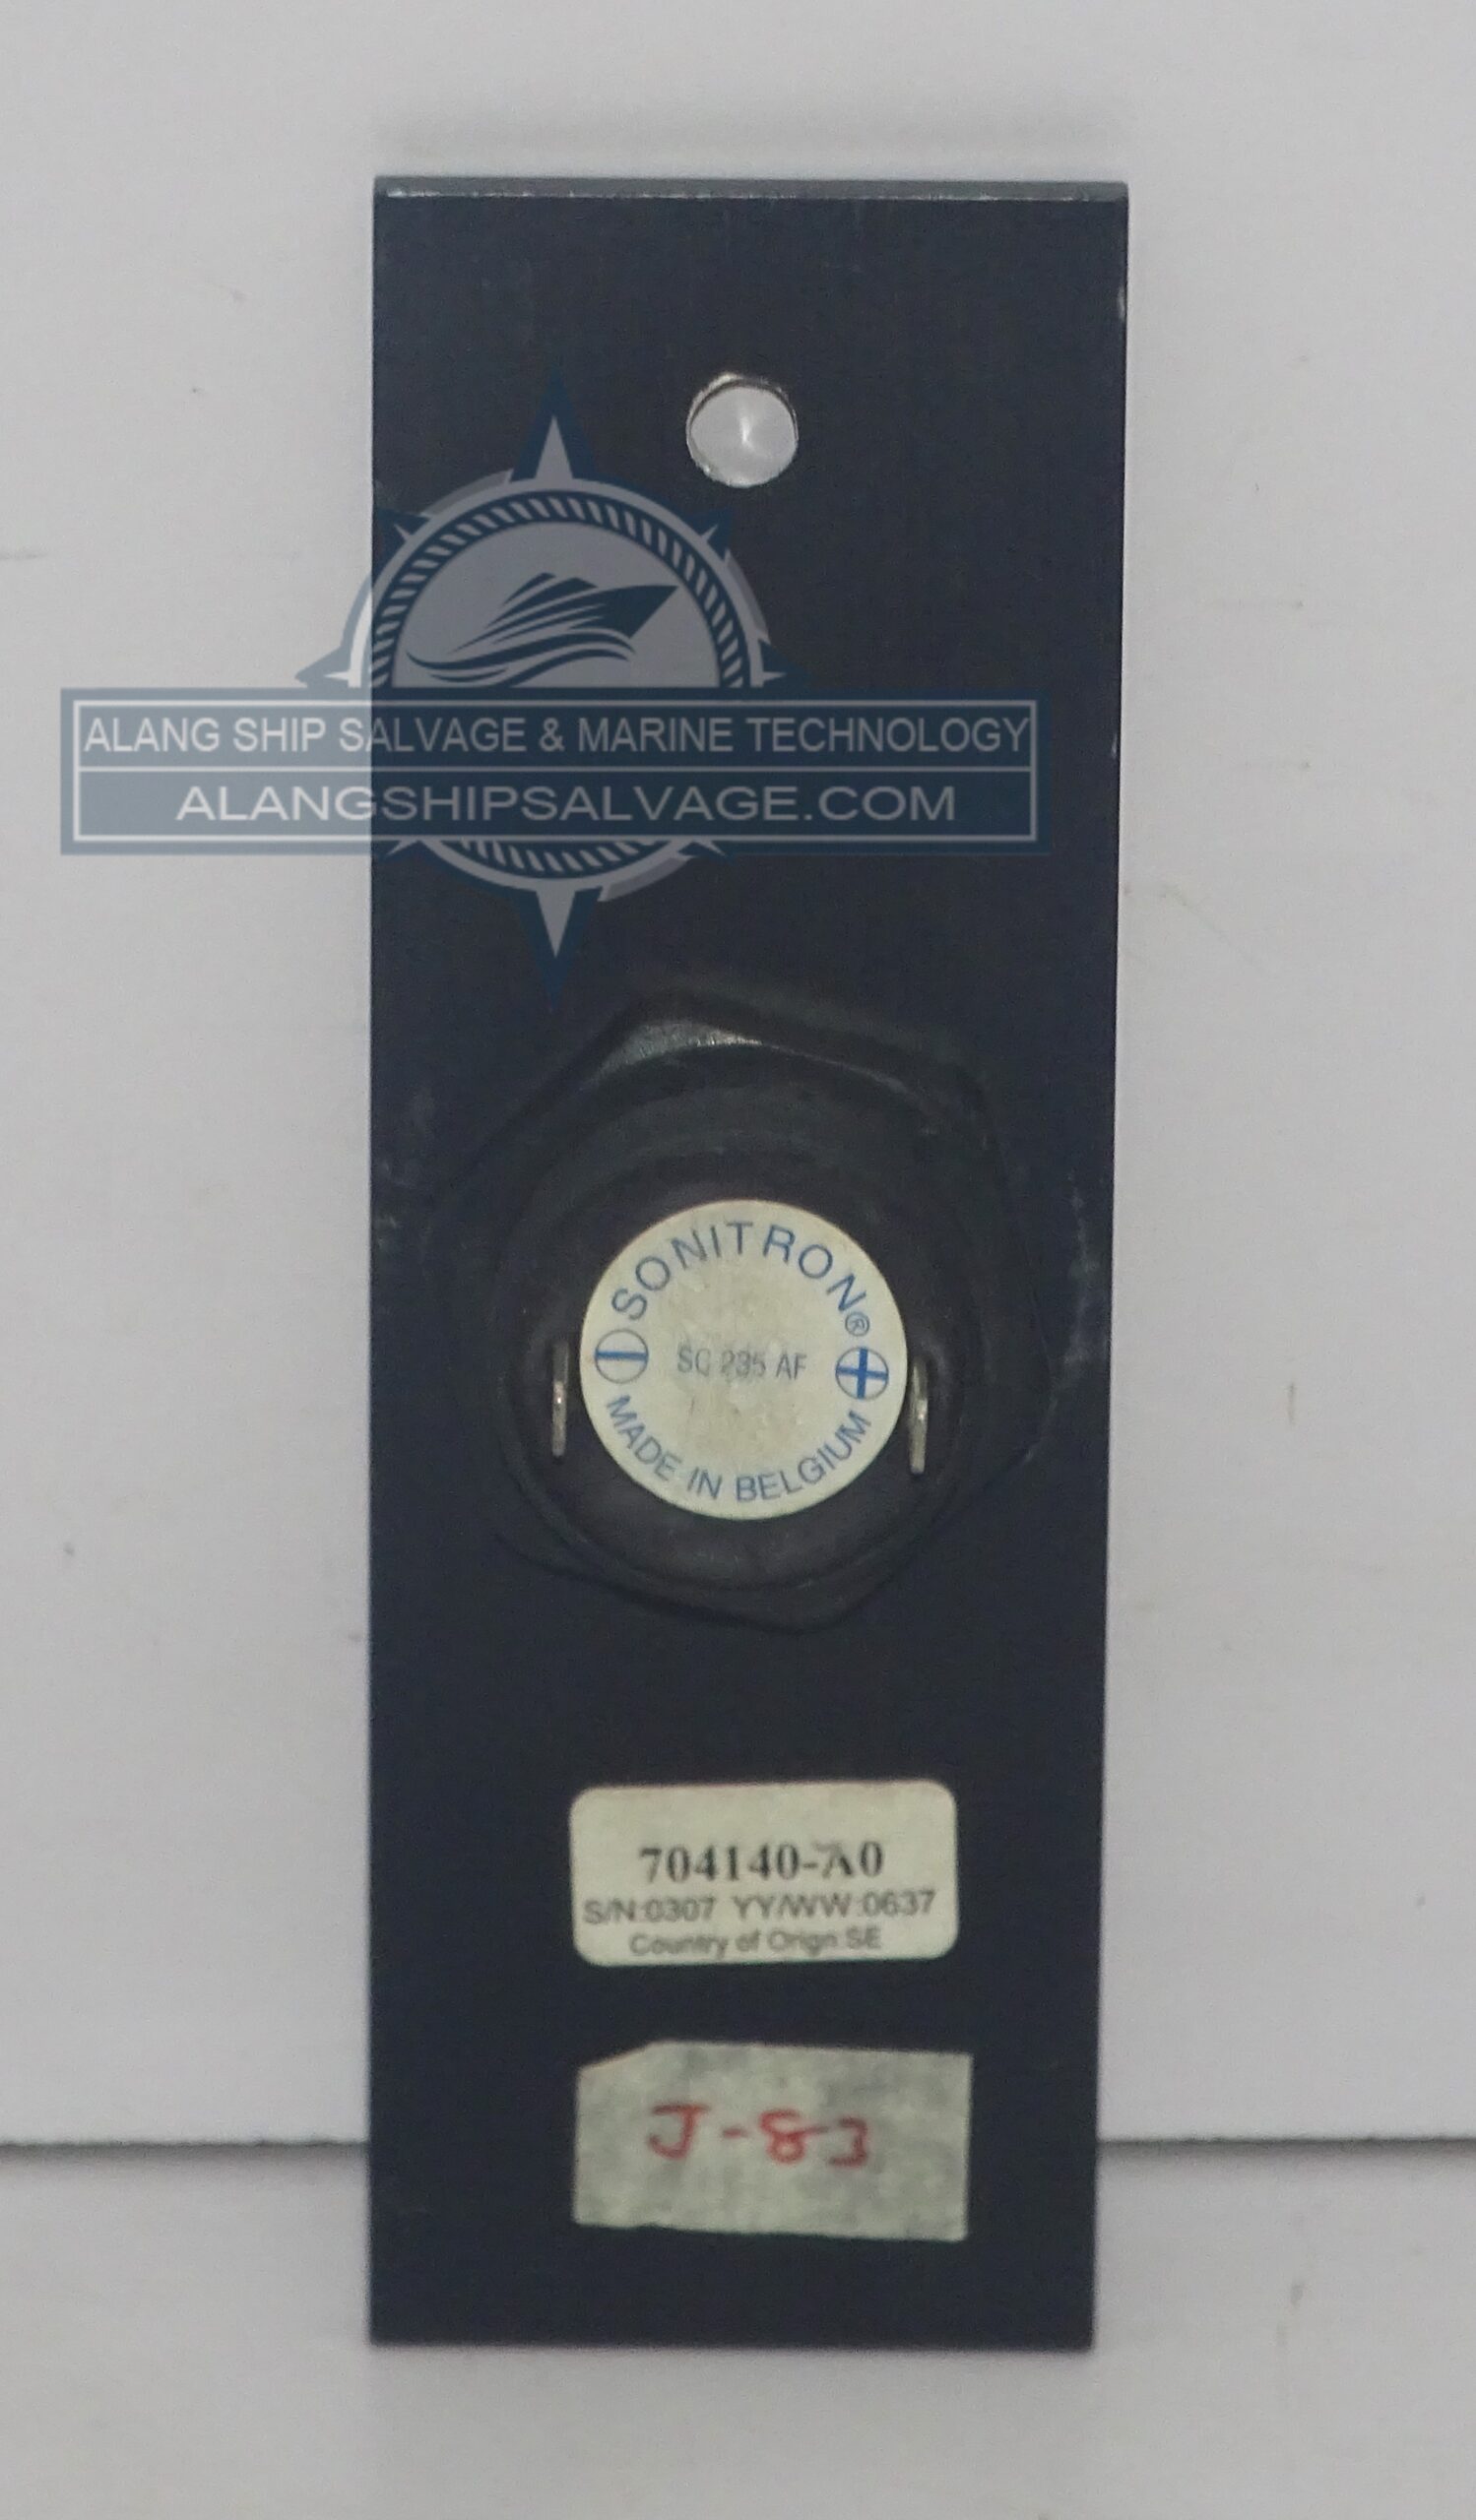 ALANG SHIP SALVAGE & MARINE TECHNOLOGY
ALANGSHIPSALVAGE.COM
SONITRON®
SC 235 AF
MADE IN BELGIUM
704140-A0
S/N:0307 YY/WW:0637
Country of Orign:SE
J-83